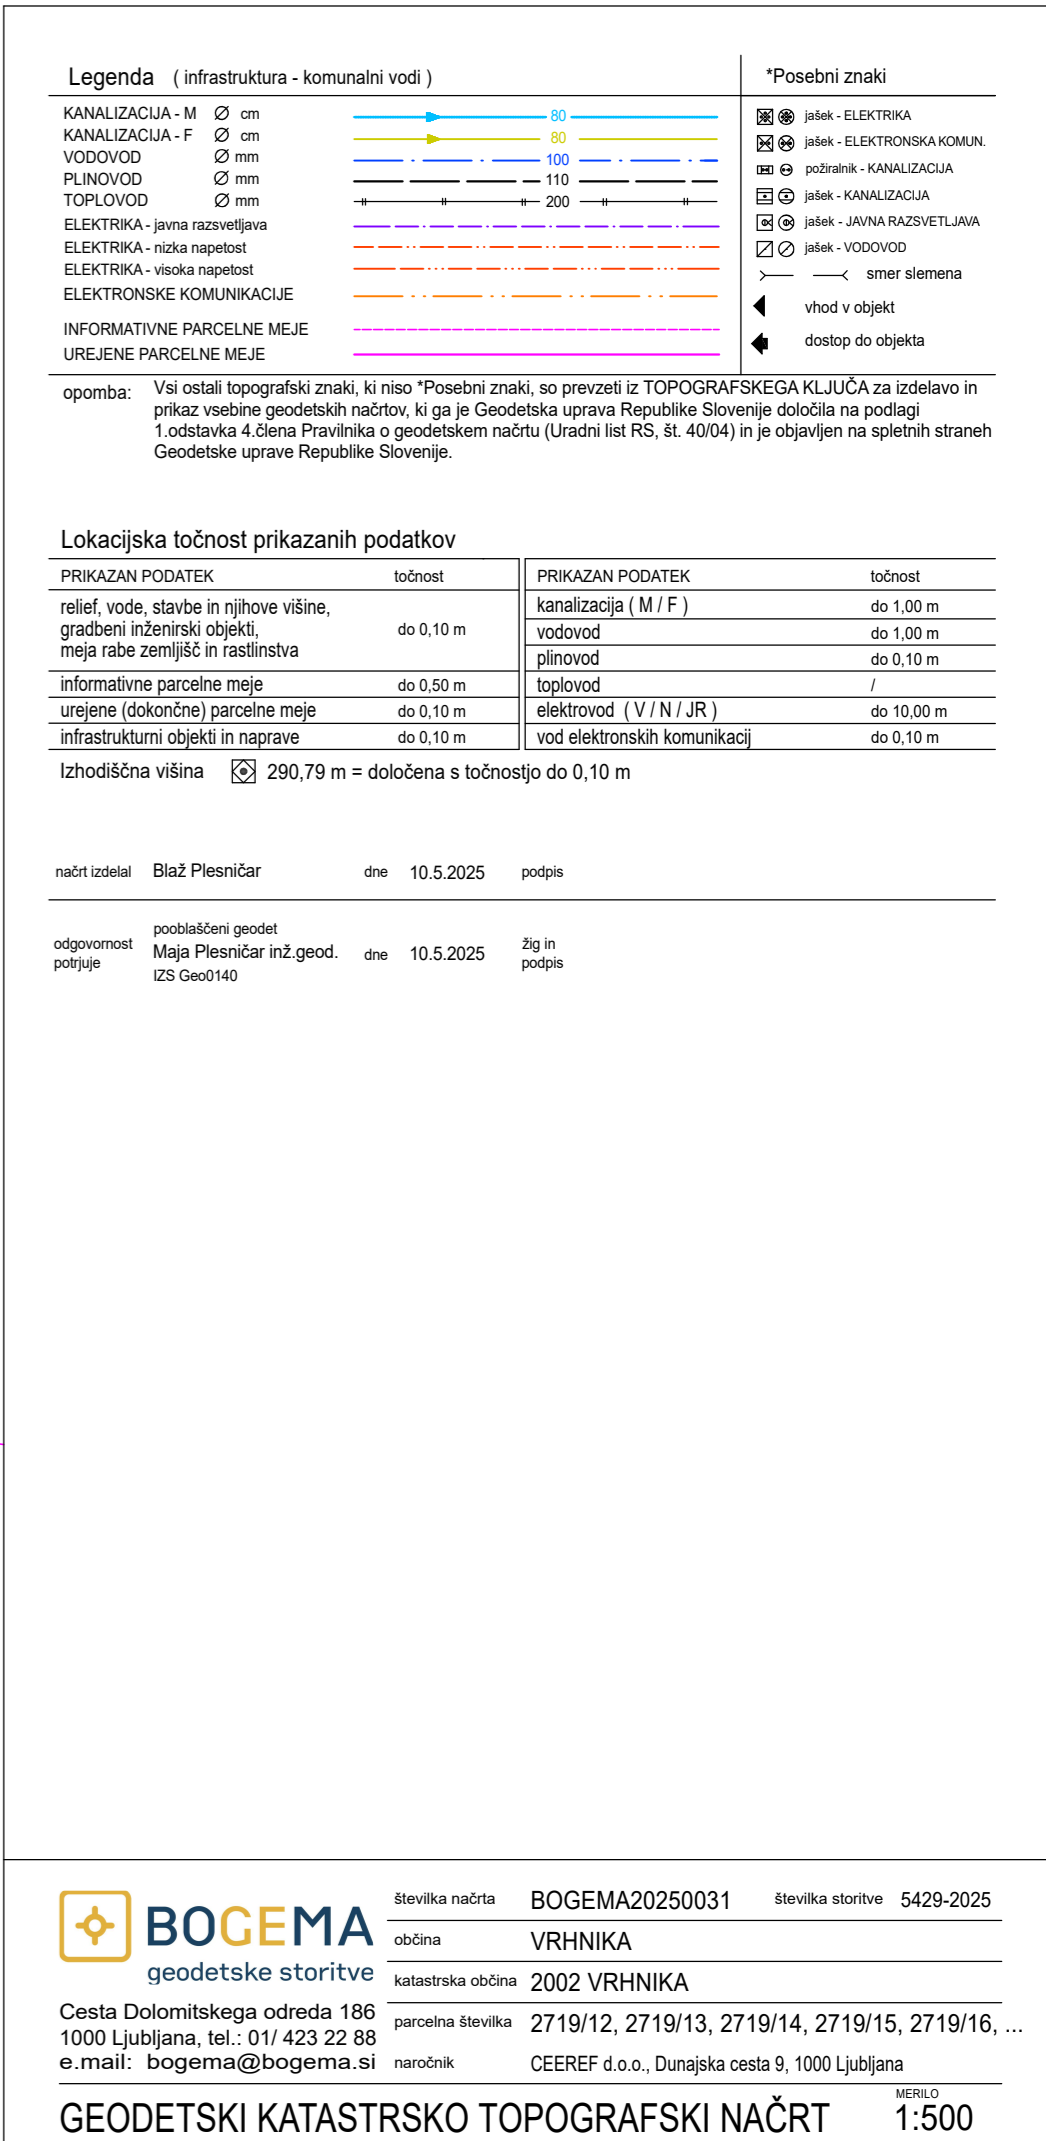 Legenda ( infrastruktura - komunalni vodi )
KANALIZACIJA - M Ø cm 80
KANALIZACIJA - F Ø cm 80
VODOVOD Ø mm 100
PLINOVOD Ø mm 110
TOPLOVOD Ø mm 200
ELEKTRIKA - javna razsvetljava
ELEKTRIKA - nizka napetost
ELEKTRIKA - visoka napetost
ELEKTRONSKE KOMUNIKACIJE
INFORMATIVNE PARCELNE MEJE
UREJENE PARCELNE MEJE
*Posebni znaki
jašek - ELEKTRIKA
jašek - ELEKTRONSKA KOMUN.
požiralnik - KANALIZACIJA
jašek - KANALIZACIJA
jašek - JAVNA RAZSVETLJAVA
jašek - VODOVOD
smer slemena
vhod v objekt
dostop do objekta
opomba: Vsi ostali topografski znaki, ki niso *Posebni znaki, so prevzeti iz TOPOGRAFSKEGA KLJUČA za izdelavo in
prikaz vsebine geodetskih načrtov, ki ga je Geodetska uprava Republike Slovenije določila na podlagi
1.odstavka 4.člena Pravilnika o geodetskem načrtu (Uradni list RS, št. 40/04) in je objavljen na spletnih straneh
Geodetske uprave Republike Slovenije.
Lokacijska točnost prikazanih podatkov
PRIKAZAN PODATEK točnost
relief, vode, stavbe in njihove višine,
gradbeni inženirski objekti, do 0,10 m
meja rabe zemljišč in rastlinstva
informativne parcelne meje do 0,50 m
urejene (dokončne) parcelne meje do 0,10 m
infrastrukturni objekti in naprave do 0,10 m
PRIKAZAN PODATEK točnost
kanalizacija ( M / F ) do 1,00 m
vodovod do 1,00 m
plinovod do 0,10 m
toplovod /
elektrovod ( V / N / JR ) do 10,00 m
vod elektronskih komunikacij do 0,10 m
Izhodiščna višina 290,79 m = določena s točnostjo do 0,10 m
načrt izdelal Blaž Plesničar dne 10.5.2025 podpis
pooblaščeni geodet
odgovornost potrjuje Maja Plesničar inž.geod. dne 10.5.2025 žig in podpis
IZS Geo0140
BOGEMA
geodetske storitve
Cesta Dolomitskega odreda 186
1000 Ljubljana, tel.: 01/ 423 22 88
e.mail: bogema@bogema.si
številka načrta BOGEMA20250031 številka storitve 5429-2025
občina VRHNIKA
katastrska občina 2002 VRHNIKA
parcelna številka 2719/12, 2719/13, 2719/14, 2719/15, 2719/16, ...
naročnik CEEREF d.o.o., Dunajska cesta 9, 1000 Ljubljana
MERILO
GEODETSKI KATASTRSKO TOPOGRAFSKI NAČRT 1:500